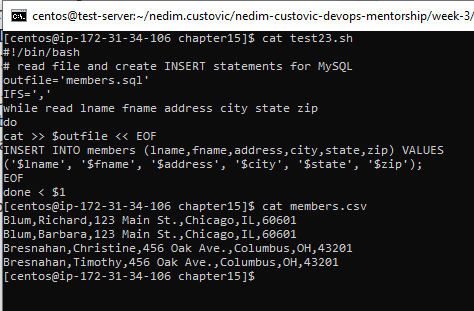 centos@test-server:~/nedim.custovic/nedim-custovic-devops-mentorship/week-3/
[centos@ip-172-31-34-106 chapter15]$ cat test23.sh
#!/bin/bash
# read file and create INSERT statements for MySQL
outfile='members.sql'
IFS=','
while read lname fname address city state zip
do
cat >> $outfile << EOF
INSERT INTO members (lname,fname,address,city,state,zip) VALUES
('$lname', '$fname', '$address', '$city', '$state', '$zip');
EOF
done < $1
[centos@ip-172-31-34-106 chapter15]$ cat members.csv
Blum,Richard,123 Main St.,Chicago,IL,60601
Blum,Barbara,123 Main St.,Chicago,IL,60601
Bresnahan,Christine,456 Oak Ave.,Columbus,OH,43201
Bresnahan,Timothy,456 Oak Ave.,Columbus,OH,43201
[centos@ip-172-31-34-106 chapter15]$